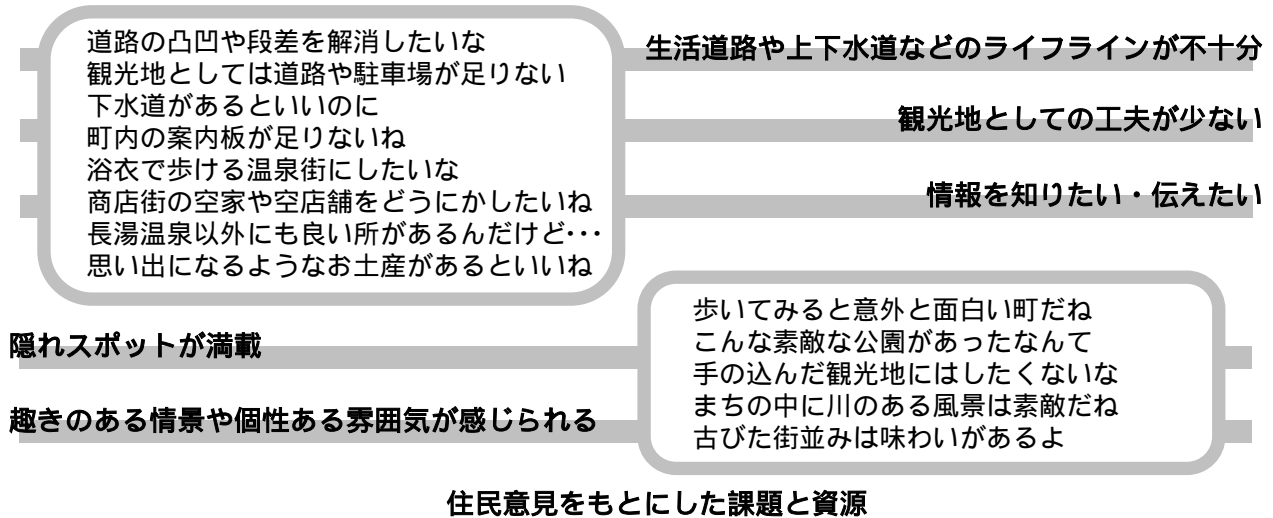 道路の凸凹や段差を解消したいな
観光地としては道路や駐車場が足りない
下水道があるといいのに
町内の案内板が足りないね
浴衣で歩ける温泉街にしたいな
商店街の空家や空店舗をどうにかしたいね
長湯温泉以外にも良い所があるんだけど･･･
思い出になるようなお土産があるといいね
生活道路や上下水道などのライフラインが不十分
観光地としての工夫が少ない
情報を知りたい・伝えたい
隠れスポットが満載
趣きのある情景や個性ある雰囲気が感じられる
歩いてみると意外と面白い町だね
こんな素敵な公園があったなんて
手の込んだ観光地にはしたくないな
まちの中に川のある風景は素敵だね
古びた街並みは味わいがあるよ
住民意見をもとにした課題と資源